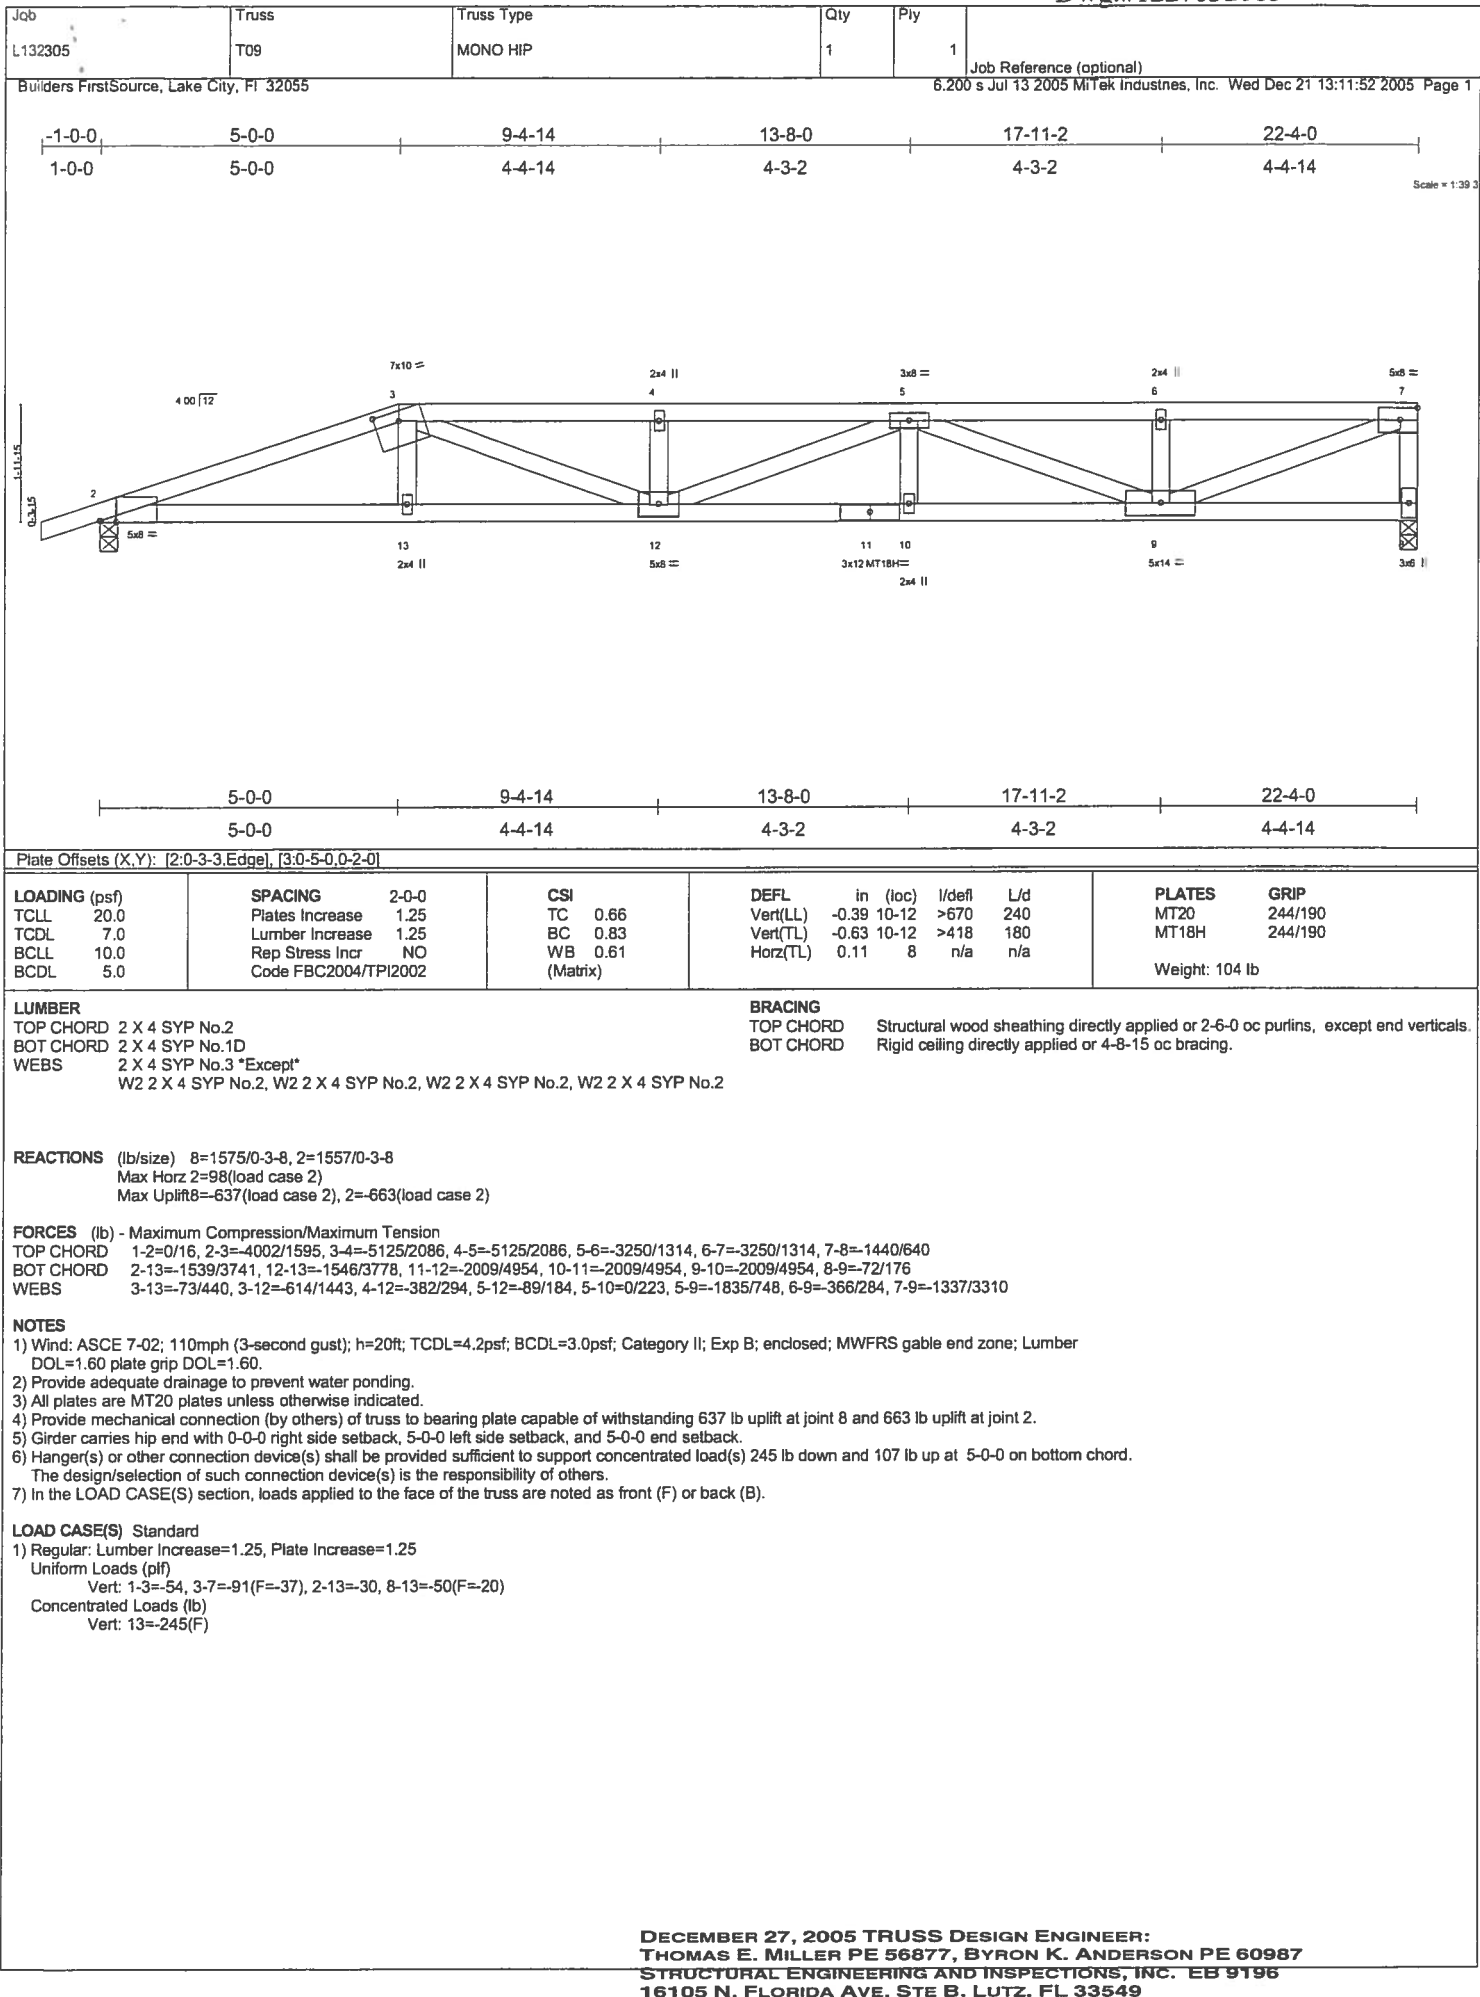 Job Truss Truss Type Qty Ply
L132305 T09 MONO HIP 1 1
Job Reference (optional)
Builders FirstSource, Lake City, Fl 32055 6.200 s Jul 13 2005 MiTek Industries, Inc. Wed Dec 21 13:11:52 2005 Page 1
-1-0-0 5-0-0 9-4-14 13-8-0 17-11-2 22-4-0
1-0-0 5-0-0 4-4-14 4-3-2 4-3-2 4-4-14
Scale = 1:39.3
7x10 = 2x4 II 3x8 = 2x4 II 5x8 =
3 4 5 6 7
4.00 12
1-11-15
0-3-15
2
5x8 =
13 12 11 10 9
2x4 II 5x8 = 3x12 MT18H= 5x14 = 3x6 II
2x4 II
5-0-0 9-4-14 13-8-0 17-11-2 22-4-0
5-0-0 4-4-14 4-3-2 4-3-2 4-4-14
Plate Offsets (X,Y): [2:0-3-3,Edge], [3:0-5-0,0-2-0]
LOADING (psf) SPACING 2-0-0 CSI DEFL in (loc) l/defl L/d PLATES GRIP
TCLL 20.0 Plates Increase 1.25 TC 0.66 Vert(LL) -0.39 10-12 >670 240 MT20 244/190
TCDL 7.0 Lumber Increase 1.25 BC 0.83 Vert(TL) -0.63 10-12 >418 180 MT18H 244/190
BCLL 10.0 Rep Stress Incr NO WB 0.61 Horz(TL) 0.11 8 n/a n/a
BCDL 5.0 Code FBC2004/TPI2002 (Matrix) Weight: 104 lb
LUMBER BRACING
TOP CHORD 2 X 4 SYP No.2 TOP CHORD Structural wood sheathing directly applied or 2-6-0 oc purlins, except end verticals.
BOT CHORD 2 X 4 SYP No.1D BOT CHORD Rigid ceiling directly applied or 4-8-15 oc bracing.
WEBS 2 X 4 SYP No.3 *Except*
W2 2 X 4 SYP No.2, W2 2 X 4 SYP No.2, W2 2 X 4 SYP No.2, W2 2 X 4 SYP No.2
REACTIONS (lb/size) 8=1575/0-3-8, 2=1557/0-3-8
Max Horz 2=98(load case 2)
Max Uplift8=-637(load case 2), 2=-663(load case 2)
FORCES (lb) - Maximum Compression/Maximum Tension
TOP CHORD 1-2=0/16, 2-3=-4002/1595, 3-4=-5125/2086, 4-5=-5125/2086, 5-6=-3250/1314, 6-7=-3250/1314, 7-8=-1440/640
BOT CHORD 2-13=-1539/3741, 12-13=-1546/3778, 11-12=-2009/4954, 10-11=-2009/4954, 9-10=-2009/4954, 8-9=-72/176
WEBS 3-13=-73/440, 3-12=-614/1443, 4-12=-382/294, 5-12=-89/184, 5-10=0/223, 5-9=-1835/748, 6-9=-366/284, 7-9=-1337/3310
NOTES
1) Wind: ASCE 7-02; 110mph (3-second gust); h=20ft; TCDL=4.2psf; BCDL=3.0psf; Category II; Exp B; enclosed; MWFRS gable end zone; Lumber
DOL=1.60 plate grip DOL=1.60.
2) Provide adequate drainage to prevent water ponding.
3) All plates are MT20 plates unless otherwise indicated.
4) Provide mechanical connection (by others) of truss to bearing plate capable of withstanding 637 lb uplift at joint 8 and 663 lb uplift at joint 2.
5) Girder carries hip end with 0-0-0 right side setback, 5-0-0 left side setback, and 5-0-0 end setback.
6) Hanger(s) or other connection device(s) shall be provided sufficient to support concentrated load(s) 245 lb down and 107 lb up at 5-0-0 on bottom chord.
The design/selection of such connection device(s) is the responsibility of others.
7) In the LOAD CASE(S) section, loads applied to the face of the truss are noted as front (F) or back (B).
LOAD CASE(S) Standard
1) Regular: Lumber Increase=1.25, Plate Increase=1.25
Uniform Loads (plf)
Vert: 1-3=-54, 3-7=-91(F=-37), 2-13=-30, 8-13=-50(F=-20)
Concentrated Loads (lb)
Vert: 13=-245(F)
DECEMBER 27, 2005 TRUSS DESIGN ENGINEER:
THOMAS E. MILLER PE 56877, BYRON K. ANDERSON PE 60987
STRUCTURAL ENGINEERING AND INSPECTIONS, INC. EB 9196
16105 N. FLORIDA AVE. STE B. LUTZ, FL 33549